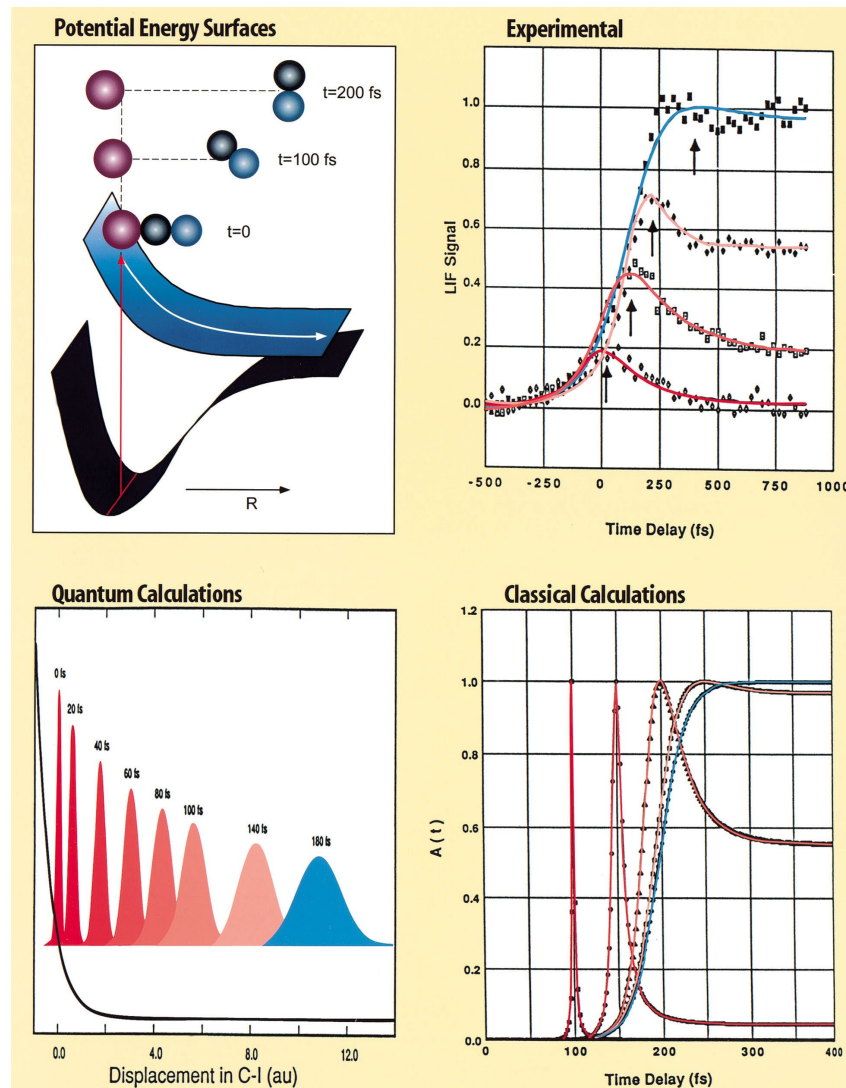 Potential Energy Surfaces
t=200 fs
t=100 fs
t=0
R
Experimental
1.0
0.8
0.6
0.4
0.2
0.0
LIF Signal
-500 -250 0 250 500 750 1000
Time Delay (fs)
Quantum Calculations
0 fs
20 fs
40 fs
60 fs
80 fs
100 fs
140 fs
180 fs
0.0 4.0 8.0 12.0
Displacement in C-I (au)
Classical Calculations
1.2
1.0
0.8
0.6
0.4
0.2
0.0
A (t)
0 100 200 300 400
Time Delay (fs)